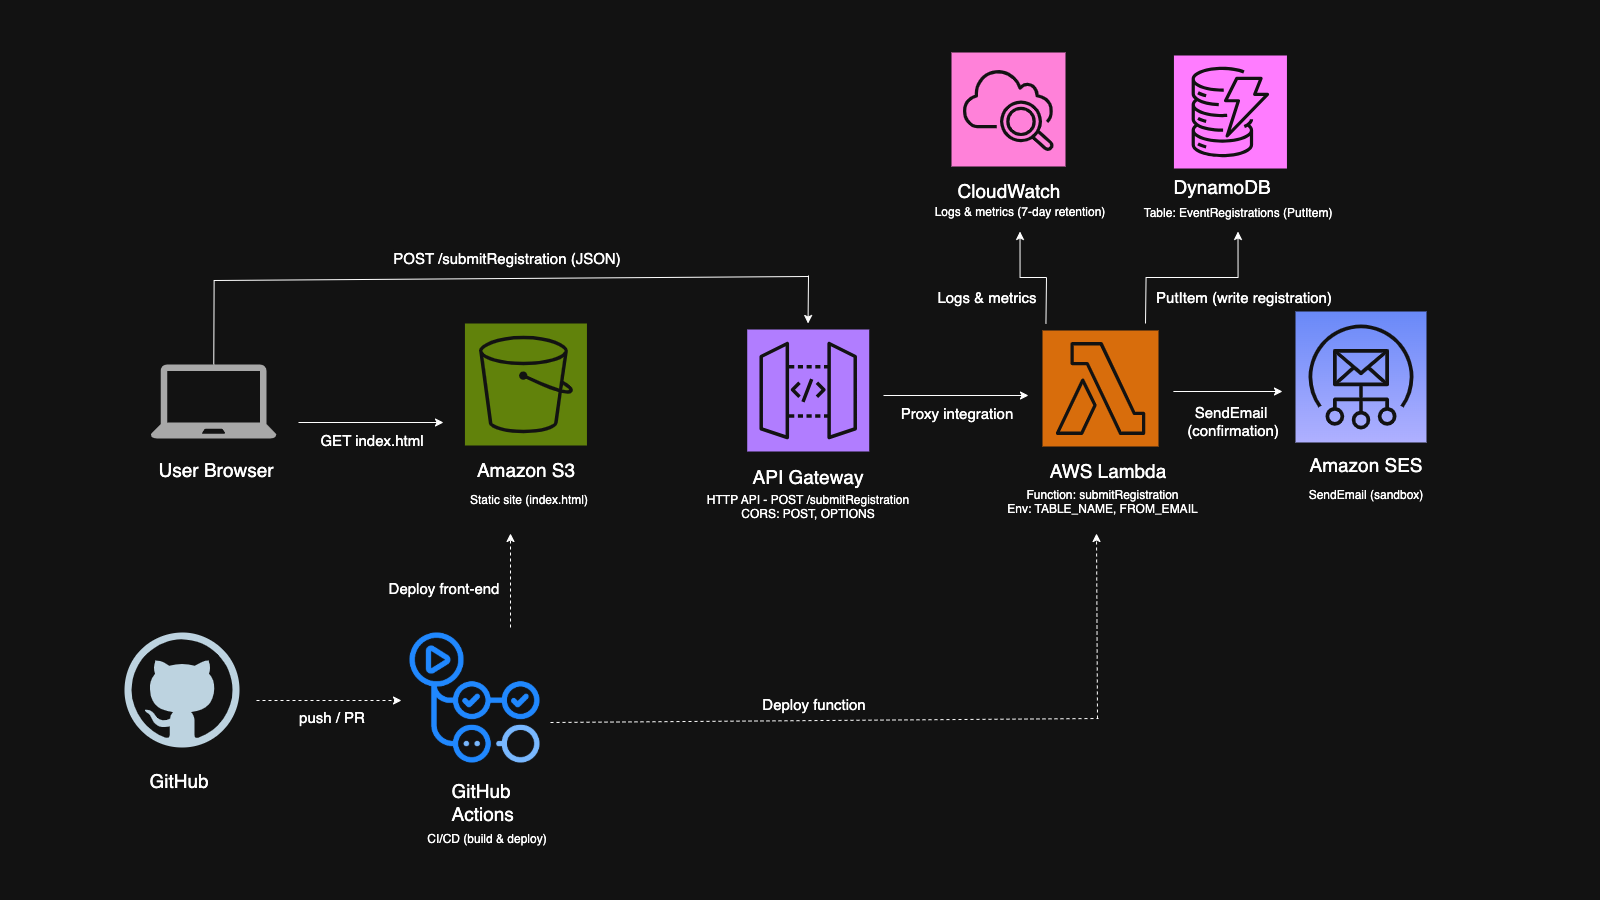 CloudWatch
Logs & metrics (7-day retention)
DynamoDB
Table: EventRegistrations (PutItem)
POST /submitRegistration (JSON)
Logs & metrics
PutItem (write registration)
GET index.html
User Browser
Amazon S3
Static site (index.html)
API Gateway
HTTP API - POST /submitRegistration
CORS: POST, OPTIONS
Proxy integration
AWS Lambda
Function: submitRegistration
Env: TABLE_NAME, FROM_EMAIL
SendEmail
(confirmation)
Amazon SES
SendEmail (sandbox)
Deploy front-end
push / PR
Deploy function
GitHub
GitHub
Actions
CI/CD (build & deploy)